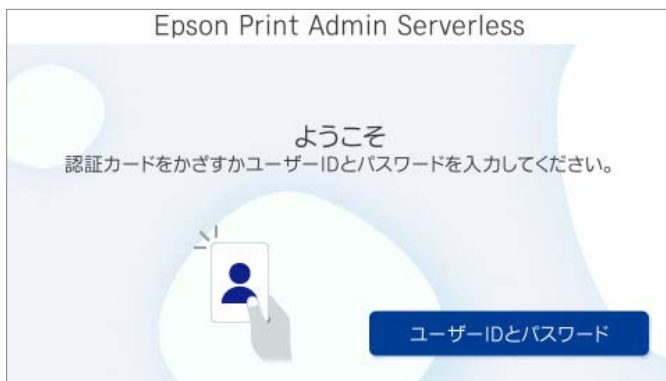 Epson Print Admin Serverless
ようこそ
認証カードをかざすかユーザーIDとパスワードを入力してください。
ユーザーIDとパスワード